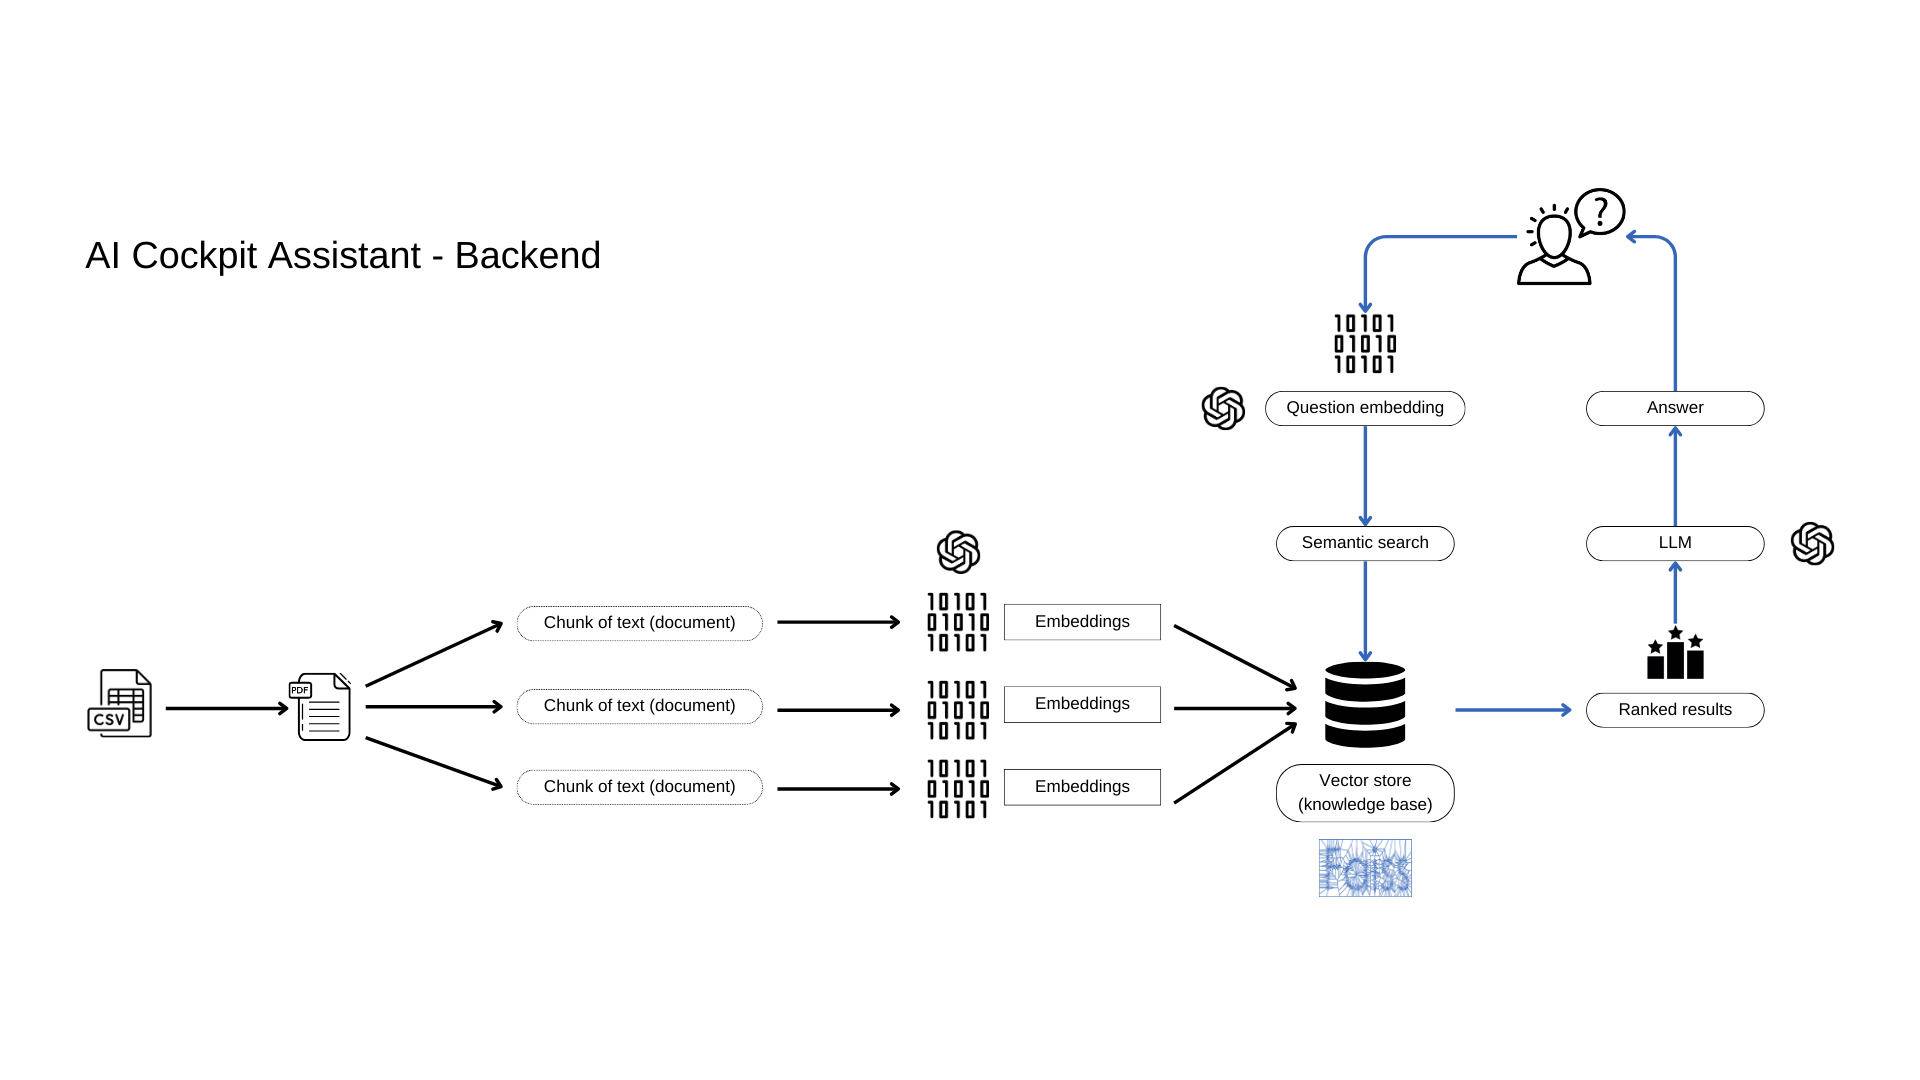 AI Cockpit Assistant - Backend
?
10101
01010
10101
Question embedding
Answer
Semantic search
LLM
10101
01010
10101
Chunk of text (document)
Embeddings
CSV
PDF
Chunk of text (document)
10101
01010
10101
Embeddings
Ranked results
Chunk of text (document)
10101
01010
10101
Embeddings
Vector store
(knowledge base)
Faiss